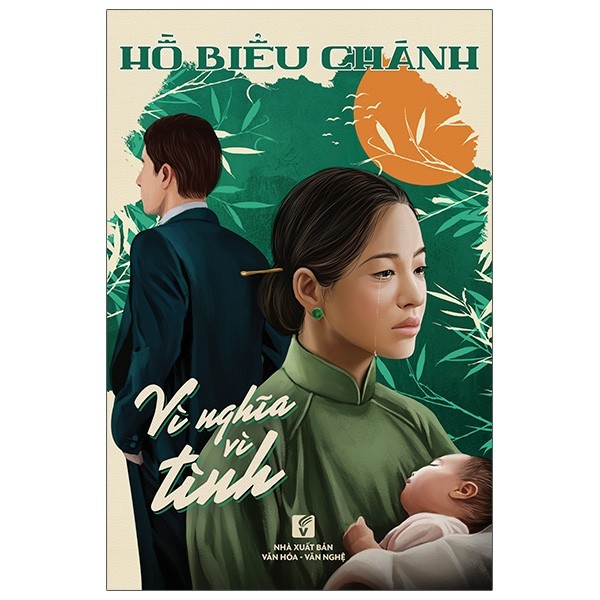 HỒ BIỂU CHÁNH
Vì nghĩa
vì
tình
V
NHÀ XUẤT BẢN
VĂN HÓA - VĂN NGHỆ